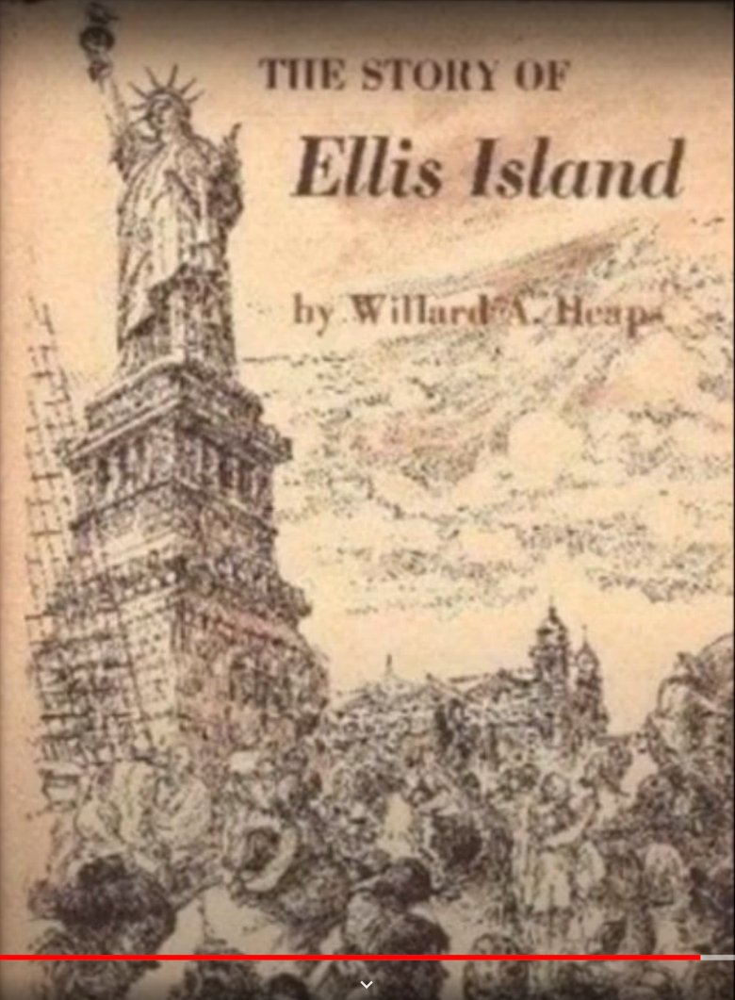 THE STORY OF
Ellis Island
by Willard A. Heaps